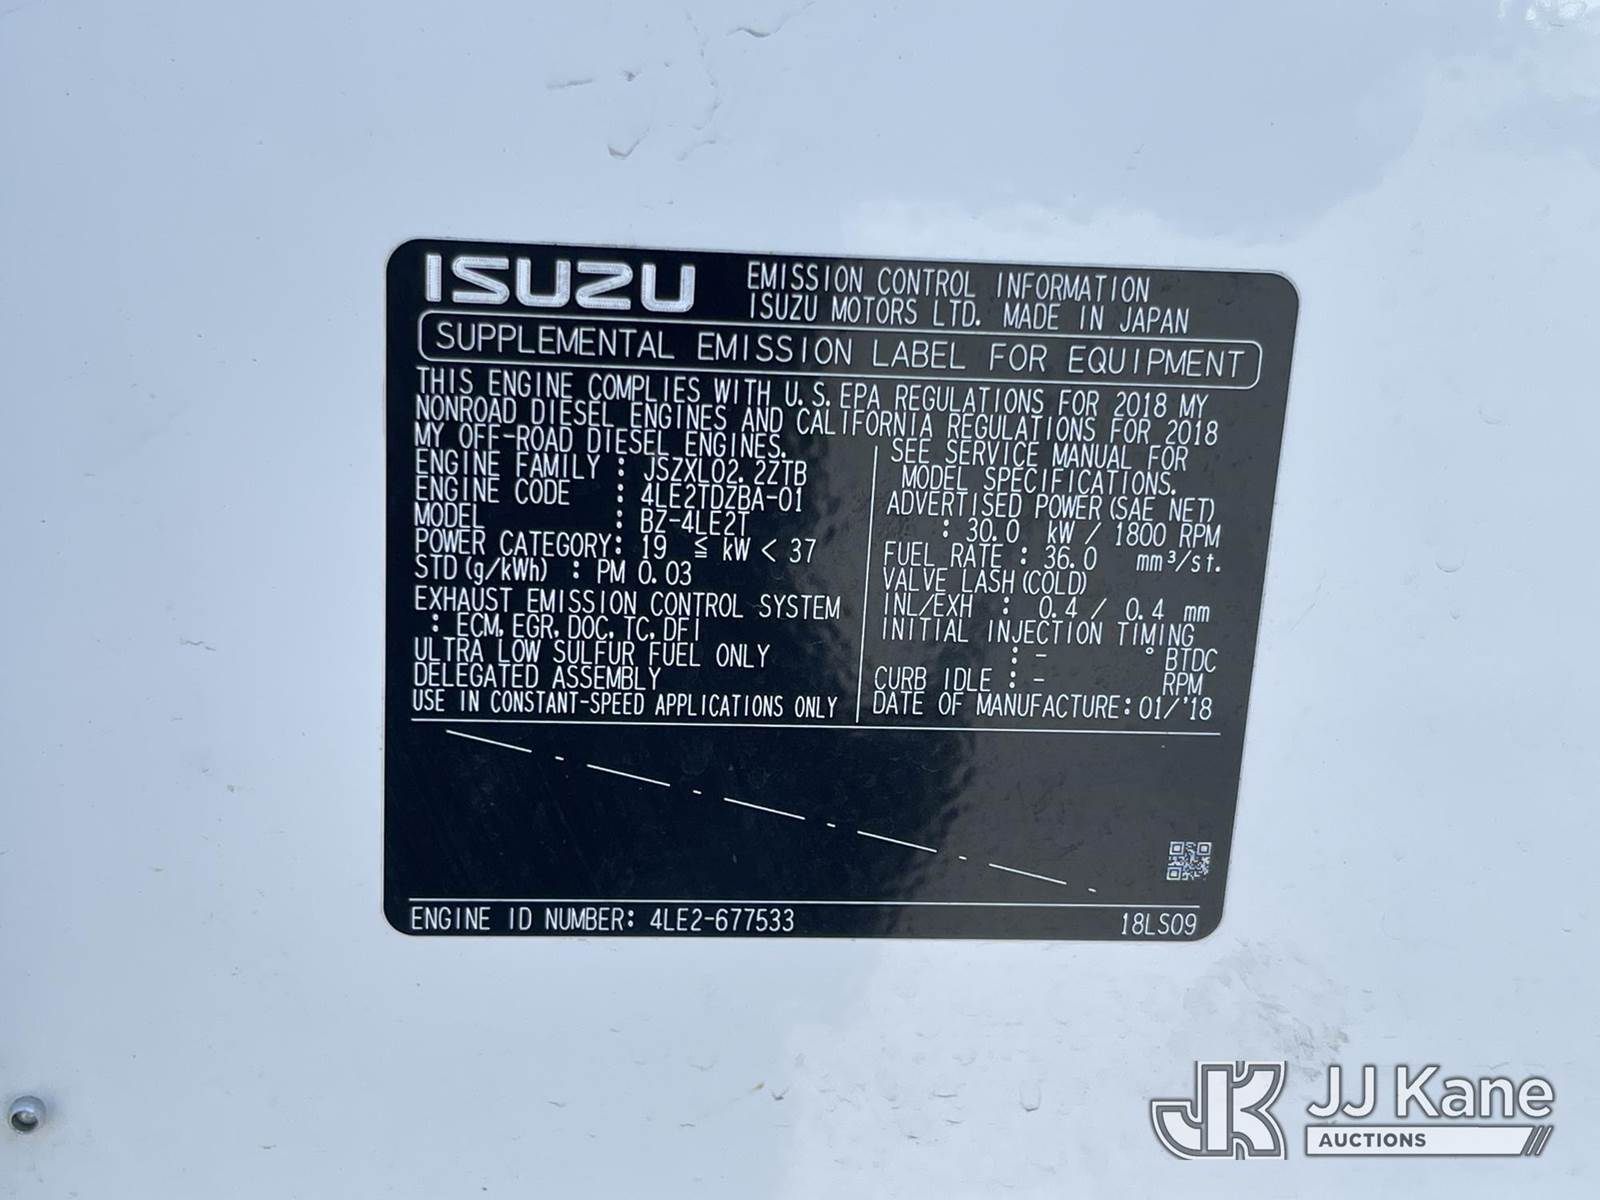 ISUZU
EMISSION CONTROL INFORMATION
ISUZU MOTORS LTD. MADE IN JAPAN
SUPPLEMENTAL EMISSION LABEL FOR EQUIPMENT
THIS ENGINE COMPLIES WITH U.S.EPA REGULATIONS FOR 2018 MY
NONROAD DIESEL ENGINES AND CALIFORNIA REGULATIONS FOR 2018
MY OFF-ROAD DIESEL ENGINES.
ENGINE FAMILY : JSZXL02.2ZTB
ENGINE CODE : 4LE2TDZBA-01
MODEL : BZ-4LE2T
POWER CATEGORY: 19 ≦ kW < 37
STD(g/kWh) : PM 0.03
EXHAUST EMISSION CONTROL SYSTEM
: ECM, EGR, DOC, TC, DFI
ULTRA LOW SULFUR FUEL ONLY
DELEGATED ASSEMBLY
USE IN CONSTANT-SPEED APPLICATIONS ONLY
SEE SERVICE MANUAL FOR
MODEL SPECIFICATIONS.
ADVERTISED POWER(SAE NET)
: 30.0 kW / 1800 RPM
FUEL RATE : 36.0 mm³/st.
VALVE LASH(COLD)
INL/EXH : 0.4 / 0.4 mm
INITIAL INJECTION TIMING
: - ° BTDC
CURB IDLE : - RPM
DATE OF MANUFACTURE: 01/'18
ENGINE ID NUMBER: 4LE2-677533
18LS09
JK
JJ Kane
AUCTIONS